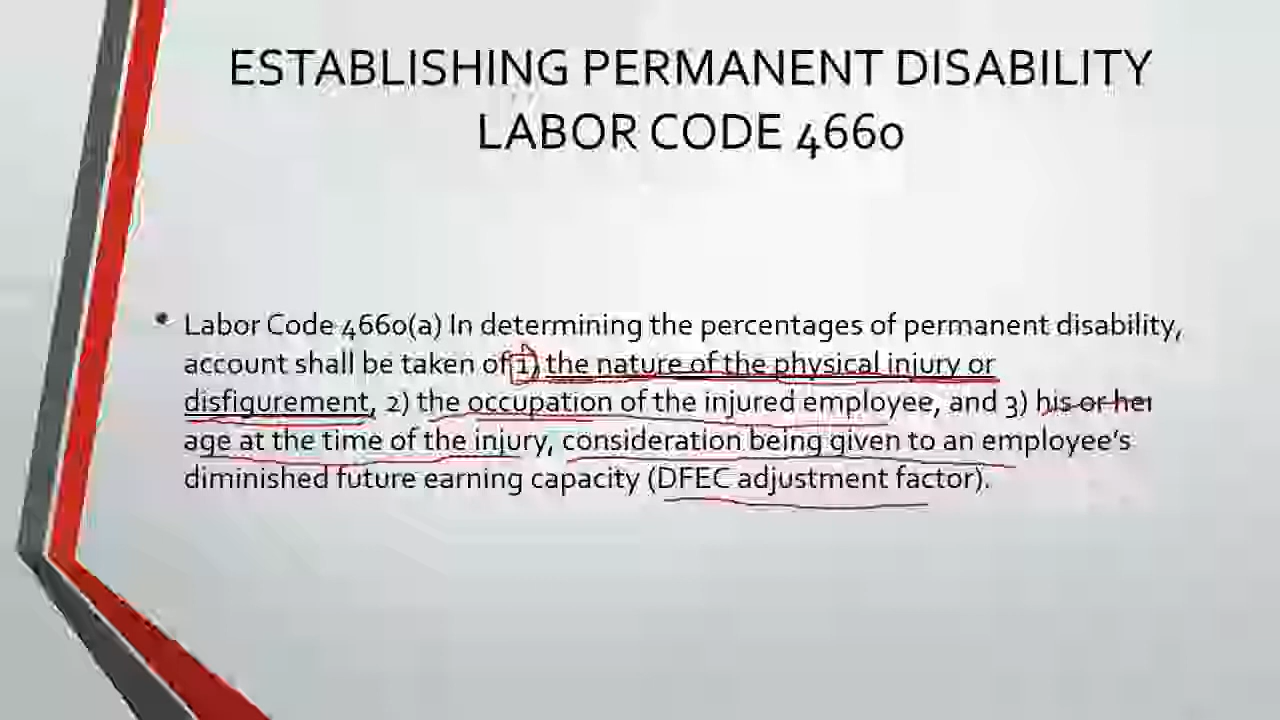 ESTABLISHING PERMANENT DISABILITY
LABOR CODE 4660
• Labor Code 4660(a) In determining the percentages of permanent disability,
account shall be taken of 1) the nature of the physical injury or
disfigurement, 2) the occupation of the injured employee, and 3) his or her
age at the time of the injury, consideration being given to an employee’s
diminished future earning capacity (DFEC adjustment factor).